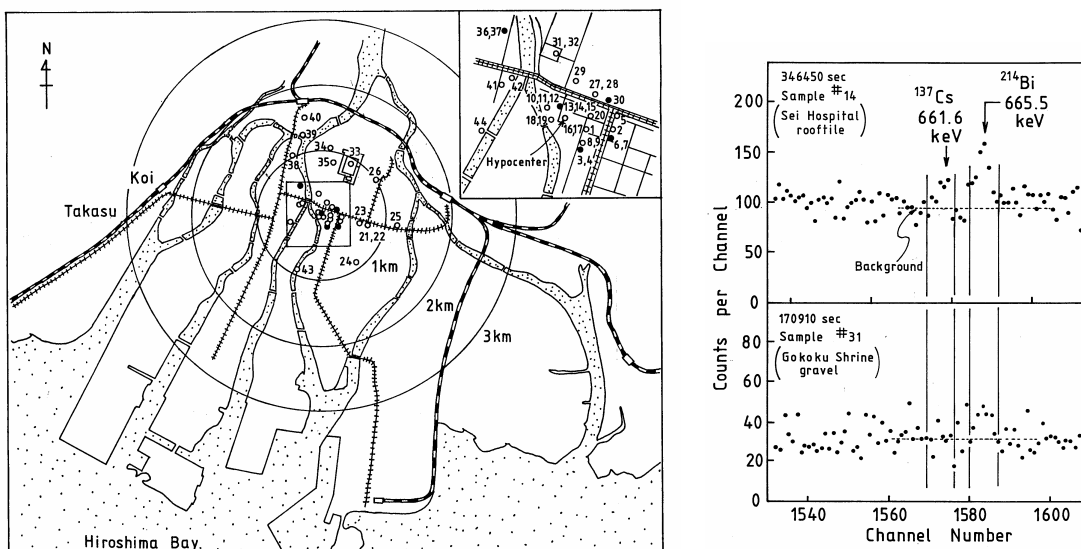 N
40
39
34
33
38
35
26
Koi
Takasu
23
25
21,22
24
43
1km
2km
3km
Hiroshima Bay
36,37
31,32
29
41
42
27, 28
30
10,11,12
13,14,15
5
20
44
18,19
16
17
1
2
8,9
6,7
Hypocenter
3,4
346450 sec
Sample #14
(Sei Hospital
rooftile)
137Cs
661.6
keV
214Bi
665.5
keV
200
150
100
50
0
Background
Counts per Channel
170910 sec
Sample #31
(Gokoku Shrine
gravel)
80
60
40
20
0
1540
1560
1580
1600
Channel Number